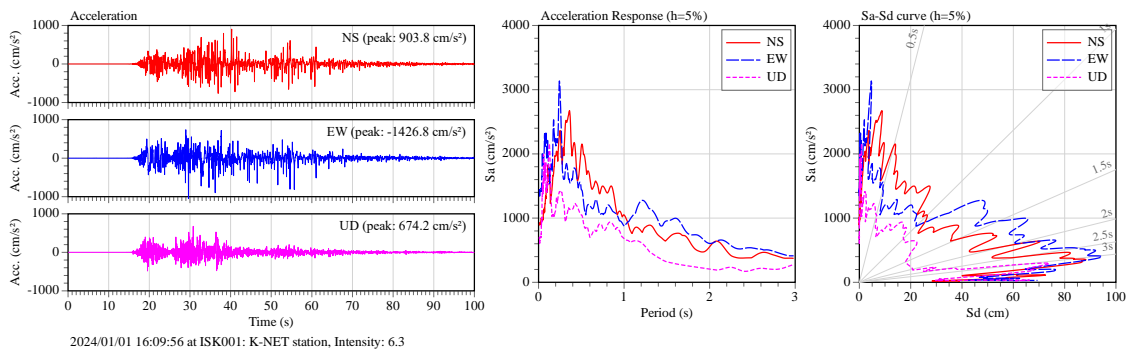 Acceleration
1000
0
-1000
Acc. (cm/s²)
NS (peak: 903.8 cm/s²)
1000
0
-1000
Acc. (cm/s²)
EW (peak: -1426.8 cm/s²)
1000
0
-1000
Acc. (cm/s²)
UD (peak: 674.2 cm/s²)
0 10 20 30 40 50 60 70 80 90 100
Time (s)
2024/01/01 16:09:56 at ISK001: K-NET station, Intensity: 6.3
Acceleration Response (h=5%)
4000
3000
2000
1000
0
Sa (cm/s²)
NS
EW
UD
0 1 2 3
Period (s)
Sa-Sd curve (h=5%)
4000
3000
2000
1000
0
Sa (cm/s²)
0.5s
NS
EW
UD
1.5s
2s
2.5s
3s
0 20 40 60 80 100
Sd (cm)